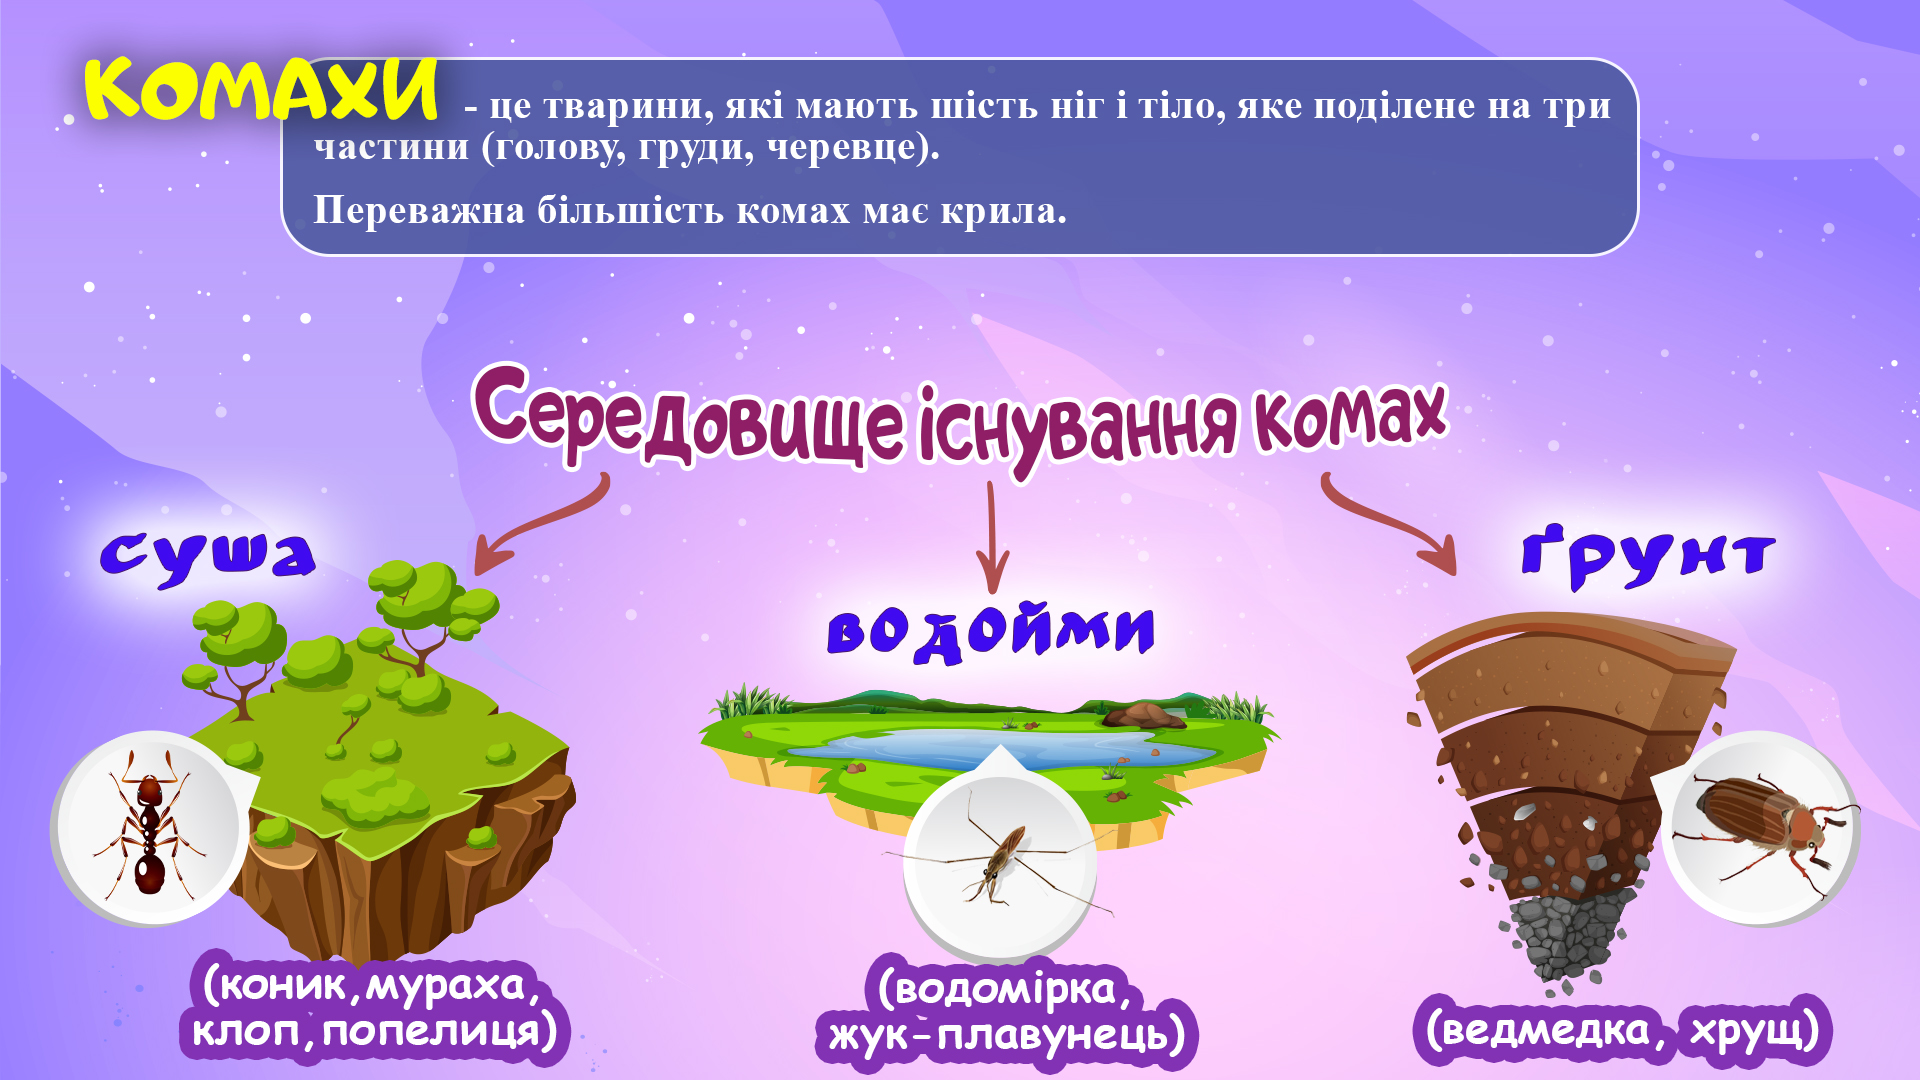 КОМАХИ - це тварини, які мають шість ніг і тіло, яке поділене на три
частини (голову, груди, черевце).
Переважна більшість комах має крила.
Середовище існування комах
суша
водойми
ґрунт
(коник,мураха,
клоп,попелиця)
(водомірка,
жук-плавунець)
(ведмедка, хрущ)